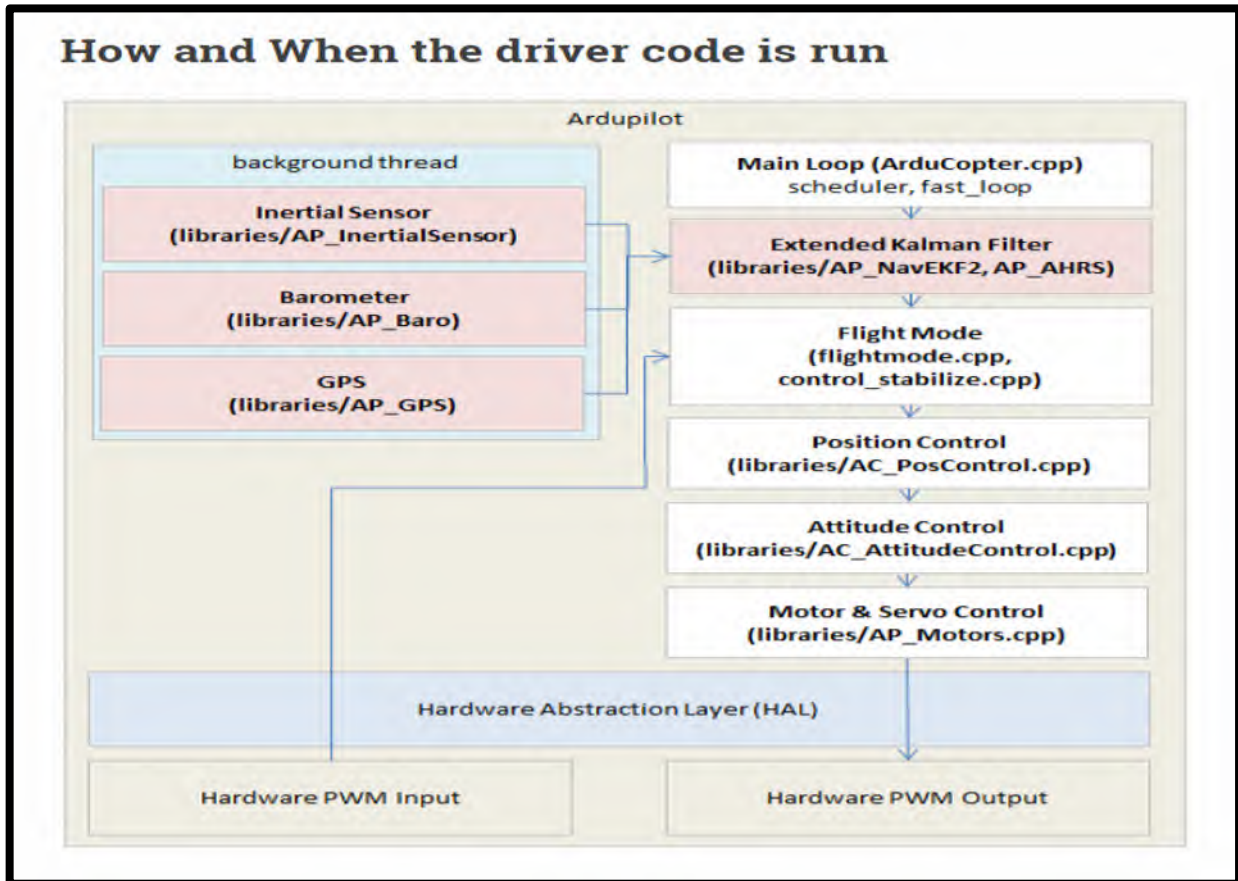 How and When the driver code is run
Ardupilot
background thread
Inertial Sensor
(libraries/AP_InertialSensor)
Barometer
(libraries/AP_Baro)
GPS
(libraries/AP_GPS)
Main Loop (ArduCopter.cpp)
scheduler, fast_loop
Extended Kalman Filter
(libraries/AP_NavEKF2, AP_AHRS)
Flight Mode
(flightmode.cpp,
control_stabilize.cpp)
Position Control
(libraries/AC_PosControl.cpp)
Attitude Control
(libraries/AC_AttitudeControl.cpp)
Motor & Servo Control
(libraries/AP_Motors.cpp)
Hardware Abstraction Layer (HAL)
Hardware PWM Input
Hardware PWM Output